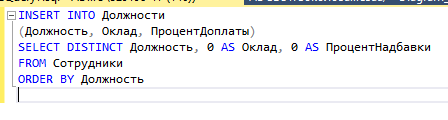 INSERT INTO Должности
(Должность, Оклад, ПроцентДоплаты)
SELECT DISTINCT Должность, 0 AS Оклад, 0 AS ПроцентНадбавки
FROM Сотрудники
ORDER BY Должность